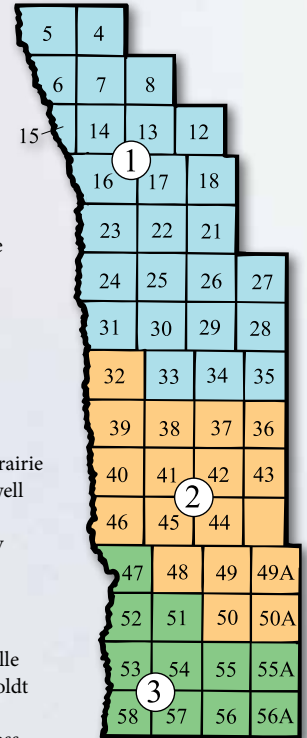 5 4
6 7 8
15 14 13 12
1
16 17 18
23 22 21
e
24 25 26 27
31 30 29 28
32 33 34 35
39 38 37 36
rairie
40 41 42 43
vell
2
46 45 44
y
47 48 49 49A
52 51 50 50A
lle
53 54 55 55A
oldt
3
58 57 56 56A